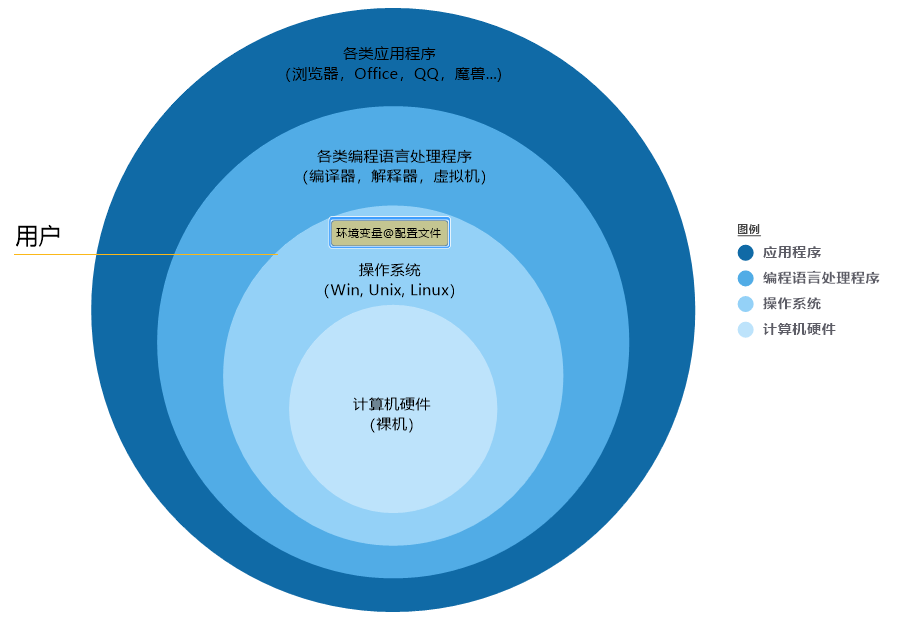 各类应用程序
(浏览器，Office，QQ，魔兽...)
各类编程语言处理程序
(编译器，解释器，虚拟机)
用户
环境变量@配置文件
操作系统
(Win, Unix, Linux)
计算机硬件
(裸机)
图例
应用程序
编程语言处理程序
操作系统
计算机硬件